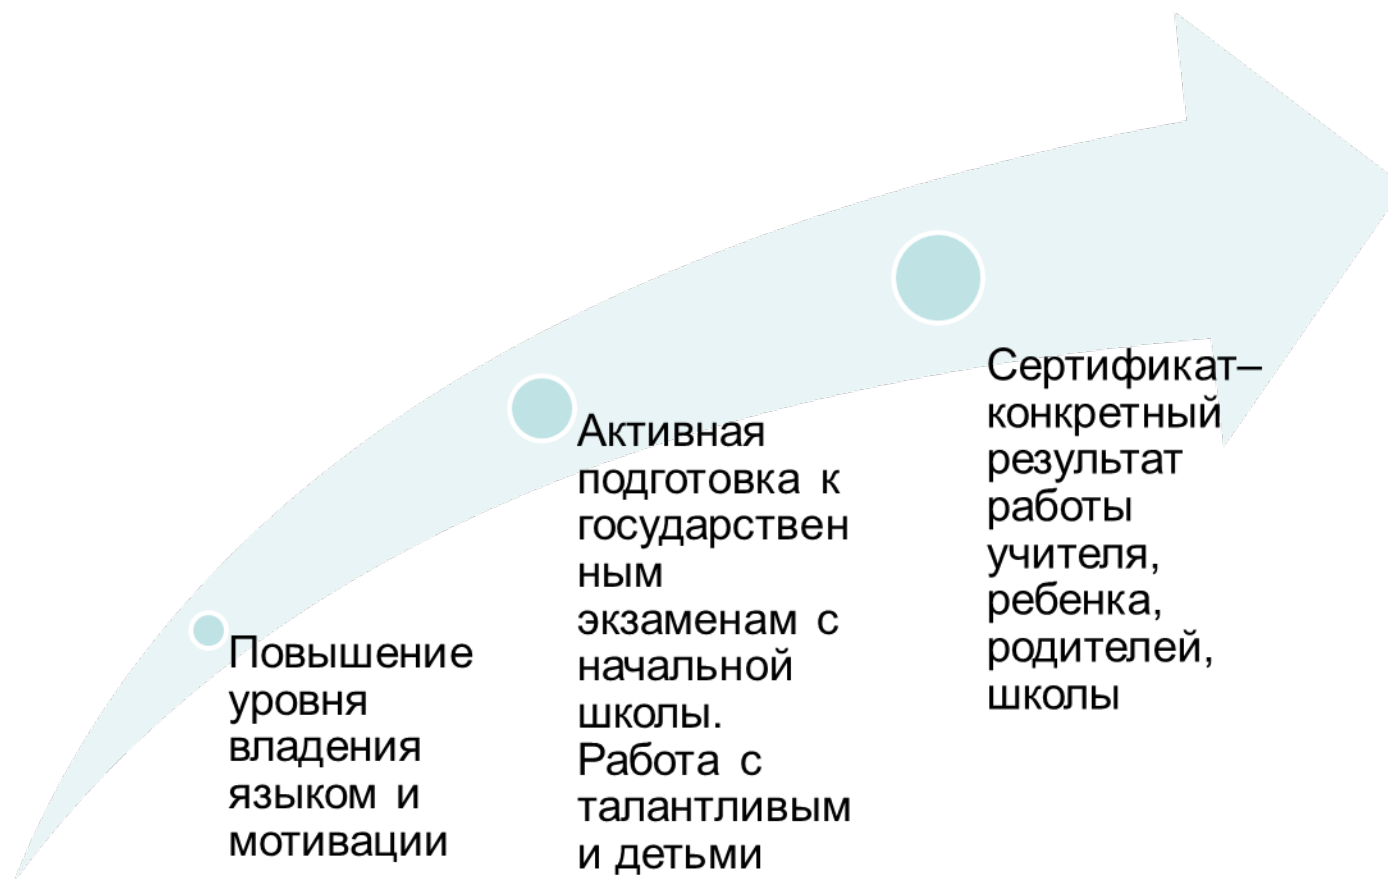 Повышение
уровня
владения
языком и
мотивации
Активная
подготовка к
государствен
ным
экзаменам с
начальной
школы.
Работа с
талантливым
и детьми
Сертификат–
конкретный
результат
работы
учителя,
ребенка,
родителей,
школы